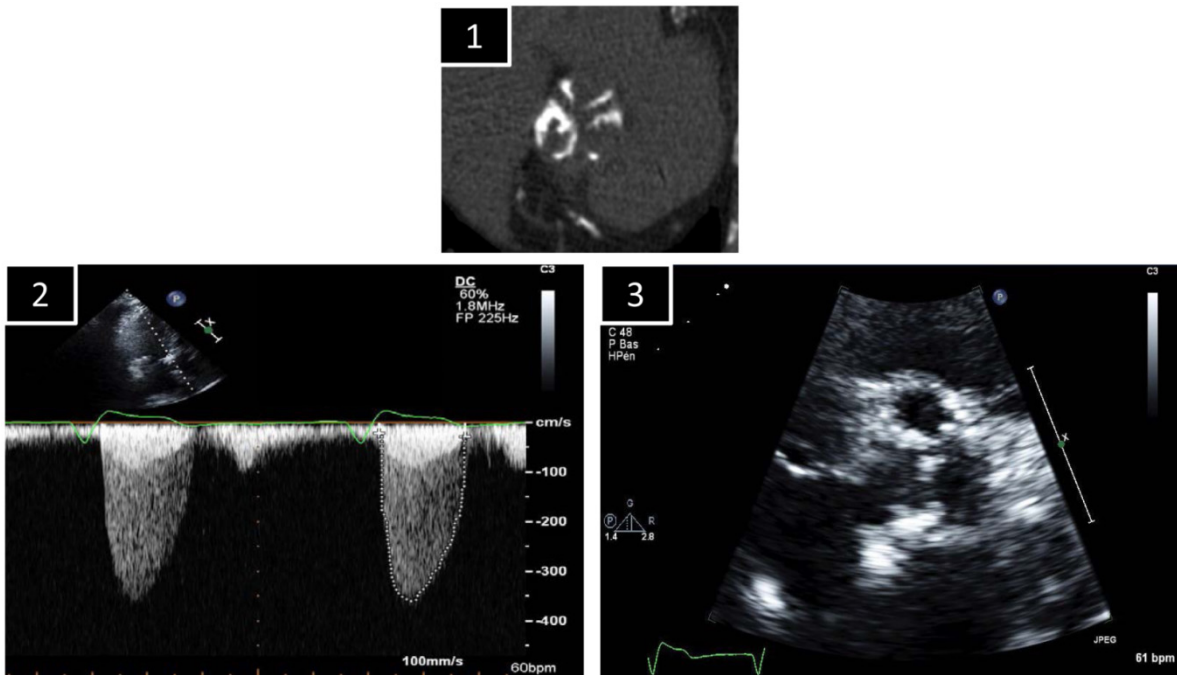 1
2
DC
60%
1.8MHz
FP 225Hz
C3
P
X
cm/s
-100
-200
-300
-400
100mm/s
60bpm
3
C 48
P Bas
HPén
C3
P
X
G
P R
1.4 2.8
JPEG
61 bpm